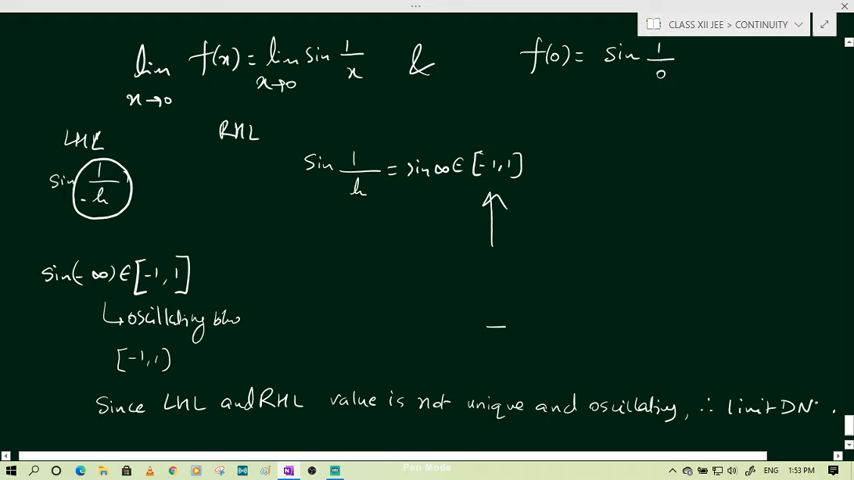 CLASS XII JEE > CONTINUITY
lim x→0 f(x) = lim x→0 sin 1/x & f(0) = sin 1/0
LHL RHL
sin 1/-h sin 1/h = sin ∞ ∈ [-1, 1]
sin(-∞) ∈ [-1, 1]
↳ oscillating
[-1, 1)
Since LHL and RHL value is not unique and oscillating, ∴ limit DN
Pen Mode
ENG 1:53 PM